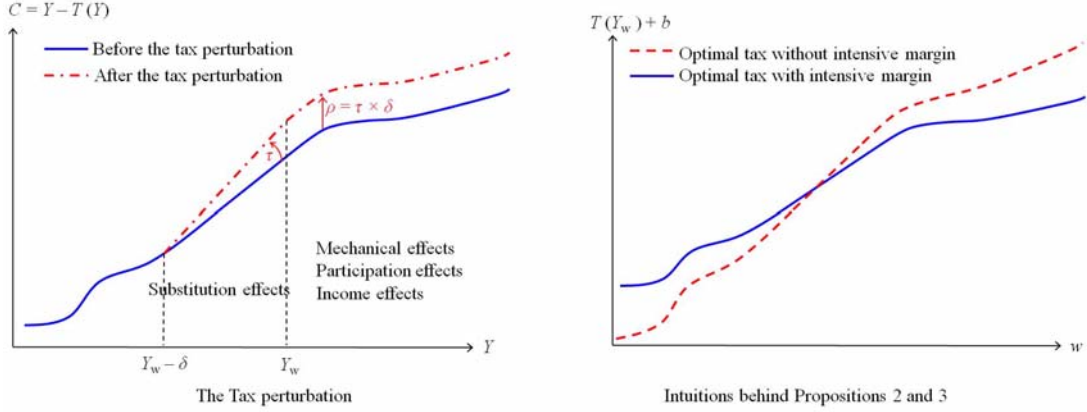 C = Y – T (Y)
Before the tax perturbation
After the tax perturbation
ρ = τ × δ
τ
Mechanical effects
Participation effects
Income effects
Substitution effects
Y
Yw – δ
Yw
The Tax perturbation
T (Yw) + b
Optimal tax without intensive margin
Optimal tax with intensive margin
w
Intuitions behind Propositions 2 and 3